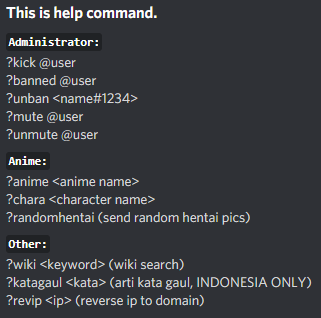 This is help command.
Administrator:
?kick @user
?banned @user
?unban <name#1234>
?mute @user
?unmute @user
Anime:
?anime <anime name>
?chara <character name>
?randomhentai (send random hentai pics)
Other:
?wiki <keyword> (wiki search)
?katagaul <kata> (arti kata gaul, INDONESIA ONLY)
?revip <ip> (reverse ip to domain)